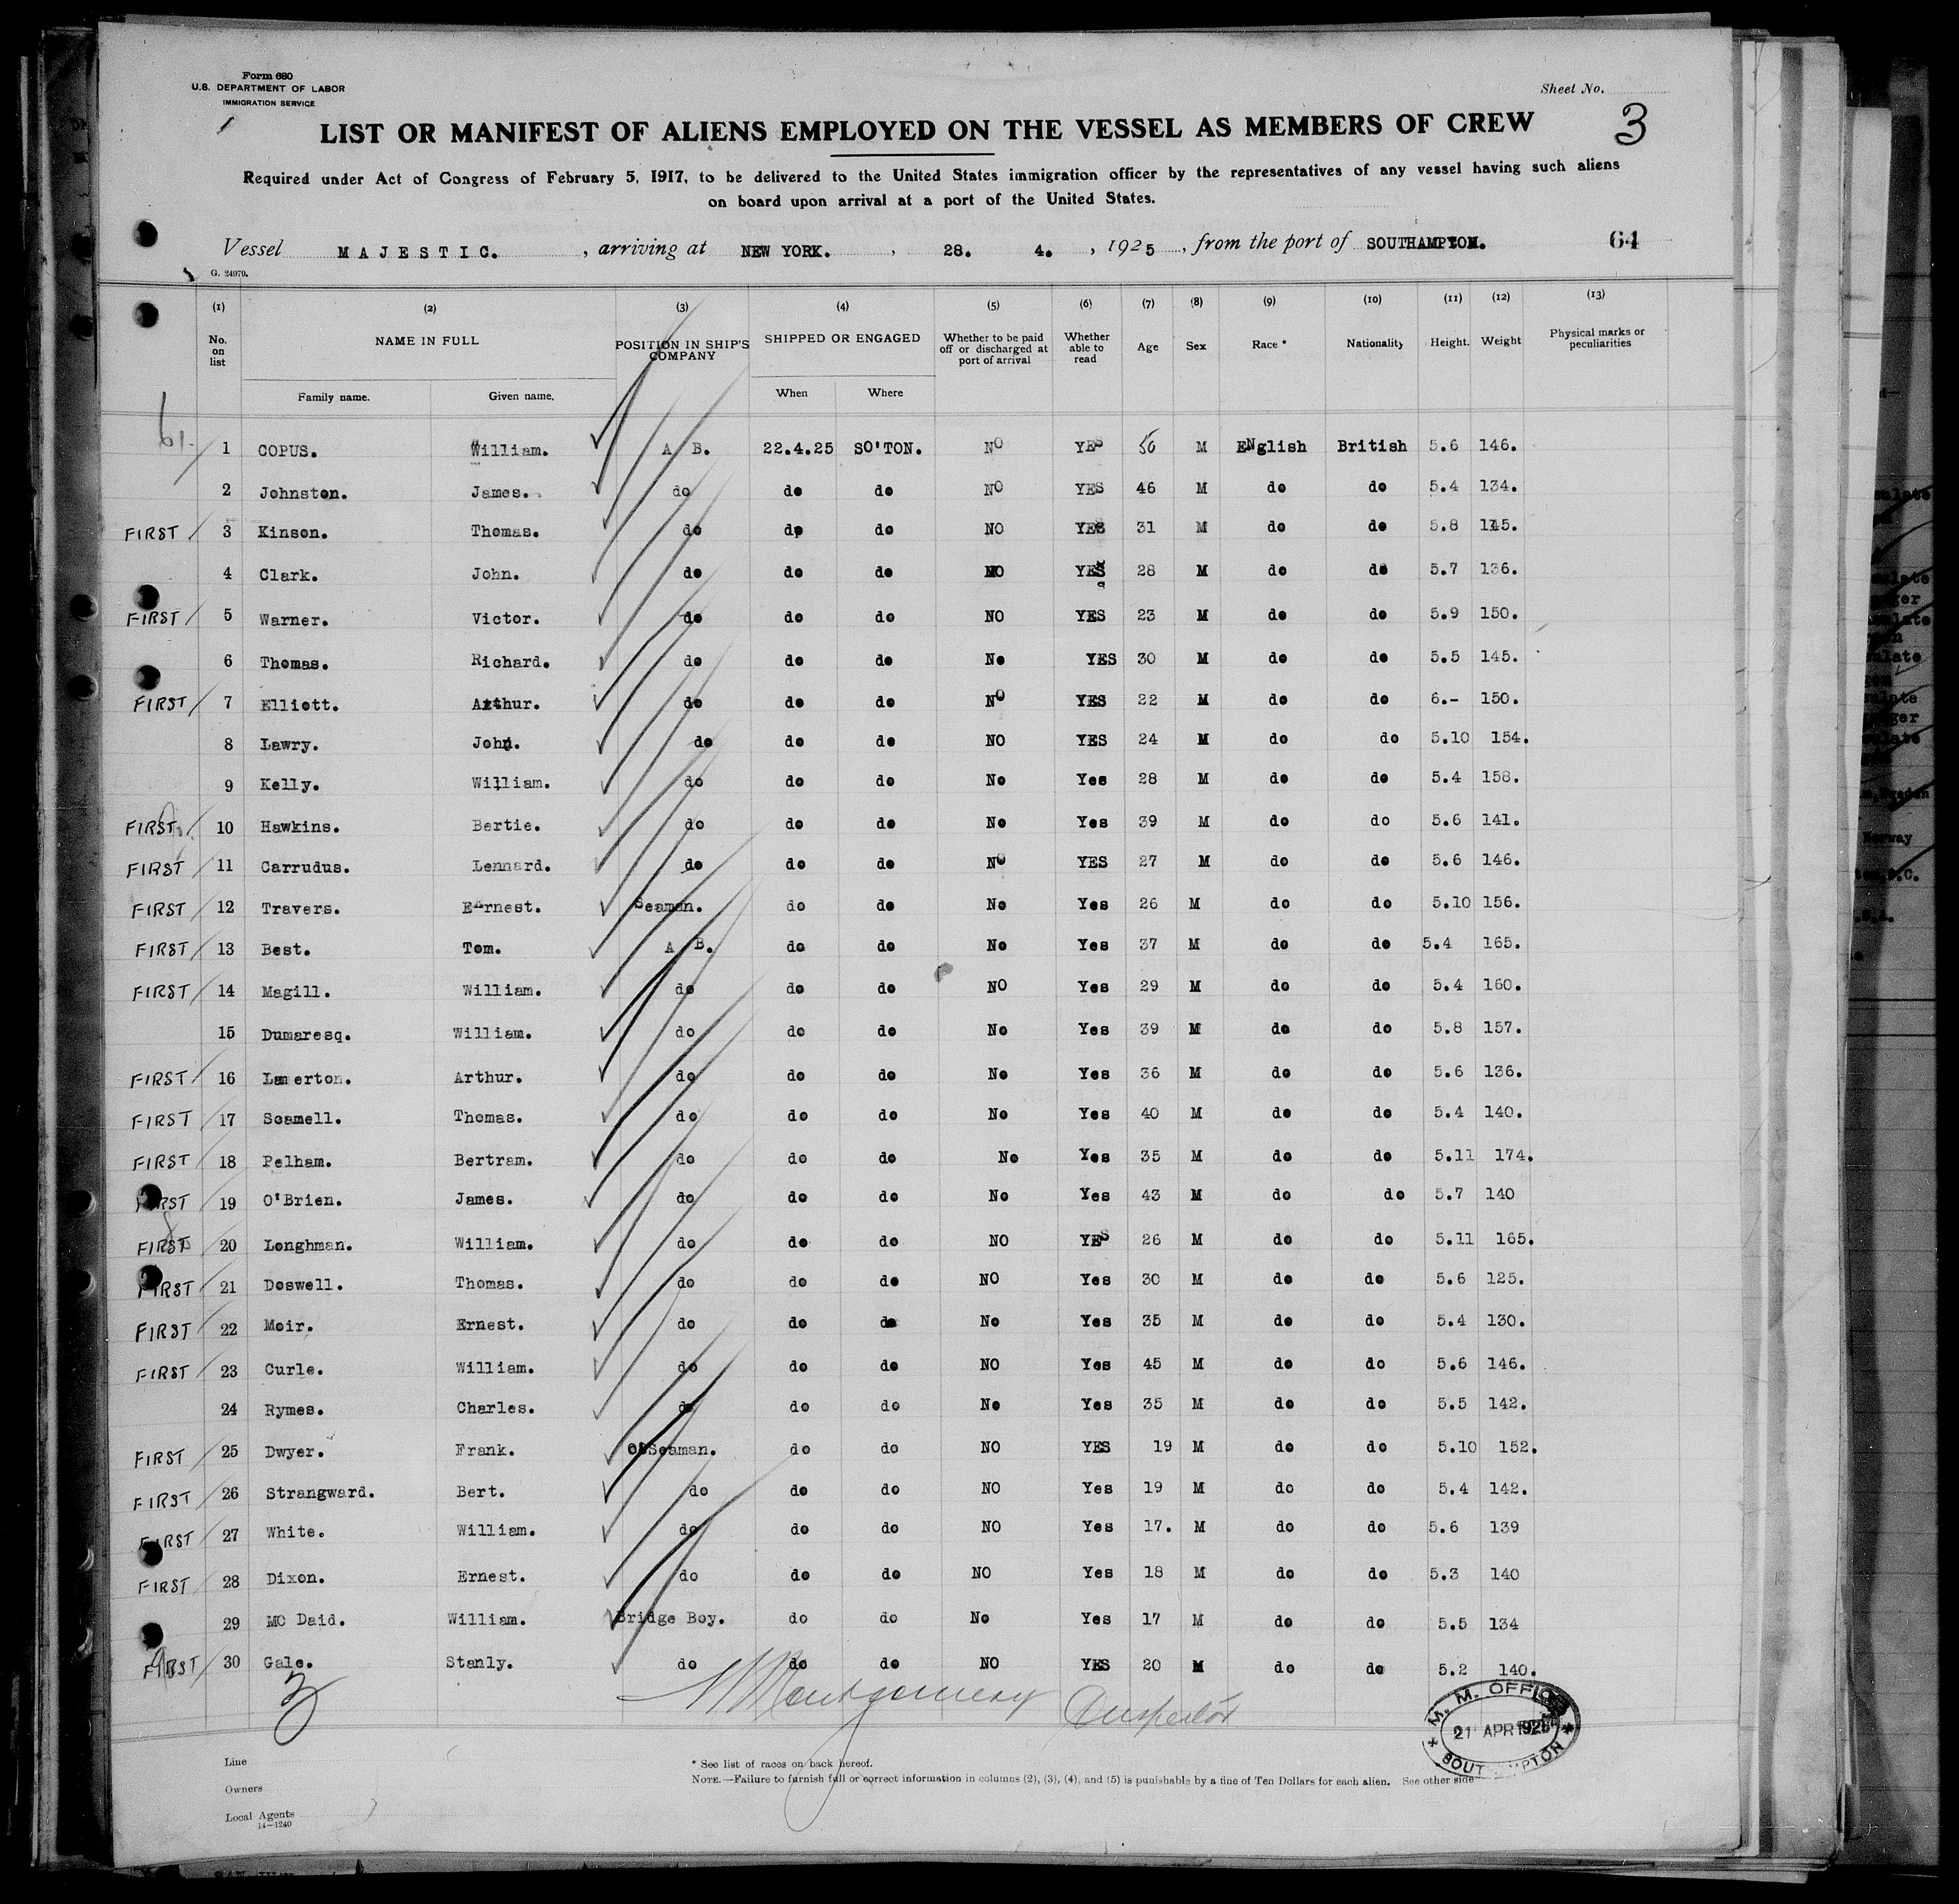 Form 680
U.S. DEPARTMENT OF LABOR
IMMIGRATION SERVICE
Sheet No.
3
LIST OR MANIFEST OF ALIENS EMPLOYED ON THE VESSEL AS MEMBERS OF CREW
Required under Act of Congress of February 5, 1917, to be delivered to the United States immigration officer by the representatives of any vessel having such aliens
on board upon arrival at a port of the United States.
Vessel MAJESTIC. , arriving at NEW YORK. , 28. 4. , 1925 , from the port of SOUTHAMPTON. 64
G. 24979.
(1) (2) (3) (4) (5) (6) (7) (8) (9) (10) (11) (12) (13)
No. on list NAME IN FULL POSITION IN SHIP'S COMPANY SHIPPED OR ENGAGED Whether to be paid off or discharged at port of arrival Whether able to read Age Sex Race * Nationality Height. Weight Physical marks or peculiarities
Family name. Given name. When Where
61. 1 COPUS. William. A B. 22.4.25 SO'TON. NO YES 50 M ENglish British 5.6 146.
2 Johnston. James. do do do NO YES 46 M do do 5.4 134.
FIRST 3 Kinson. Thomas. do do do NO YES 31 M do do 5.8 145.
4 Clark. John. do do do NO YES 28 M do do 5.7 136.
FIRST 5 Warner. Victor. do do do NO YES 23 M do do 5.9 150.
6 Thomas. Richard. do do do No YES 30 M do do 5.5 145.
FIRST 7 Elliott. Arthur. do do do NO YES 22 M do do 6.- 150.
8 Lawry. John. do do do NO YES 24 M do do 5.10 154.
9 Kelly. William. do do do No Yes 28 M do do 5.4 158.
FIRST 10 Hawkins. Bertie. do do do No Yes 39 M do do 5.6 141.
FIRST 11 Carrudus. Lennard. do do do NO YES 27 M do do 5.6 146.
FIRST 12 Travers. Earnest. Seaman. do do No Yes 26 M do do 5.10 156.
FIRST 13 Best. Tom. A B. do do No Yes 37 M do do 5.4 165.
FIRST 14 Magill. William. do do do NO Yes 29 M do do 5.4 160.
15 Dumaresq. William. do do do No Yes 39 M do do 5.8 157.
FIRST 16 Lamerton. Arthur. do do do No Yes 36 M do do 5.6 136.
FIRST 17 Scamell. Thomas. do do do No Yes 40 M do do 5.4 140.
FIRST 18 Pelham. Bertram. do do do No Yes 35 M do do 5.11 174.
FIRST 19 O'Brien. James. do do do No Yes 43 M do do 5.7 140
FIRST 20 Longhman. William. do do do NO YES 26 M do do 5.11 165.
FIRST 21 Doswell. Thomas. do do do NO Yes 30 M do do 5.6 125.
FIRST 22 Moir. Ernest. do do do No Yes 35 M do do 5.4 130.
FIRST 23 Curle. William. do do do NO Yes 45 M do do 5.6 146.
24 Rymes. Charles. do do do No Yes 35 M do do 5.5 142.
FIRST 25 Dwyer. Frank. Seaman. do do NO YES 19 M do do 5.10 152.
FIRST 26 Strangward. Bert. do do do NO Yes 19 M do do 5.4 142.
FIRST 27 White. William. do do do NO Yes 17. M do do 5.6 139
FIRST 28 Dixon. Ernest. do do do NO Yes 18 M do do 5.3 140
29 MC Daid. William. Bridge Boy. do do No Yes 17 M do do 5.5 134
FIRST 30 Gale. Stanly. do do do NO YES 20 M do do 5.2 140.
Montgomery Inspector
M. M. OFFICE
21 APR 1925
SOUTHAMPTON
Line
Owners
Local Agents
14—1240
* See list of races on back hereof.
NOTE.—Failure to furnish full or correct information in columns (2), (3), (4), and (5) is punishable by a fine of Ten Dollars for each alien. See other side